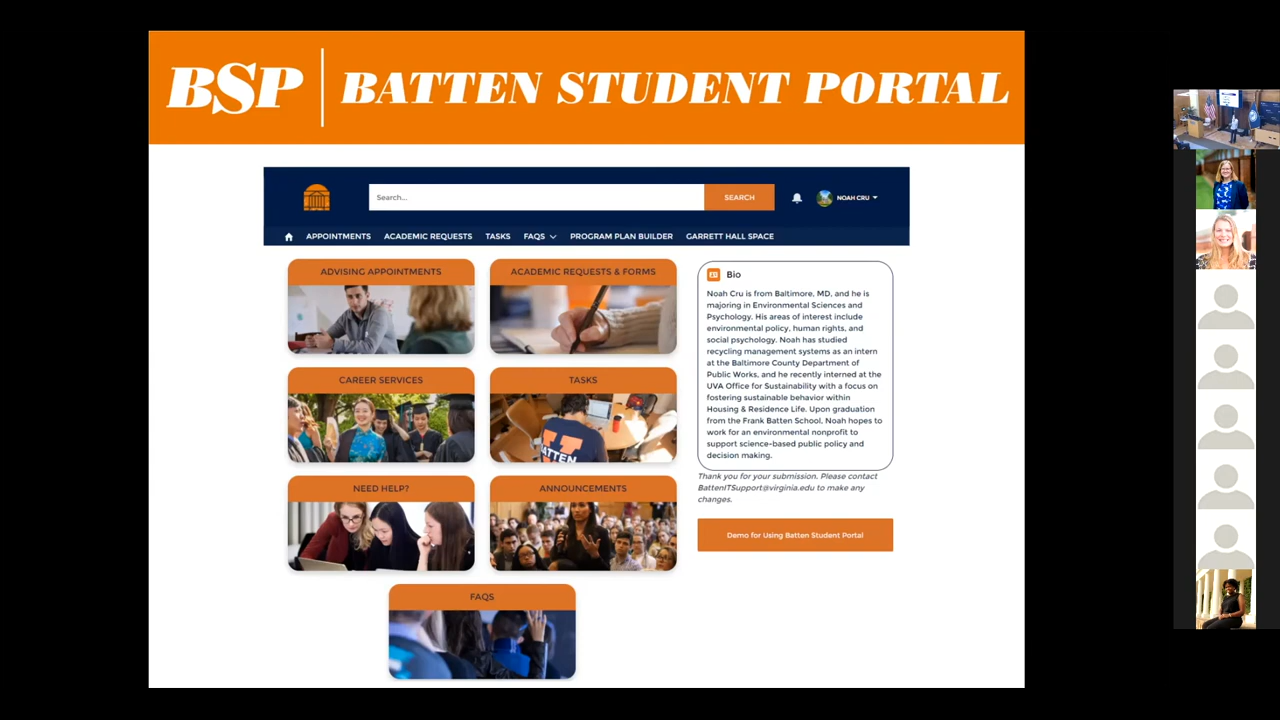 BSP | BATTEN STUDENT PORTAL
Search...
SEARCH
NOAH CRU
APPOINTMENTS ACADEMIC REQUESTS TASKS FAQS PROGRAM PLAN BUILDER GARRETT HALL SPACE
ADVISING APPOINTMENTS
ACADEMIC REQUESTS & FORMS
CAREER SERVICES
TASKS
BATTEN
NEED HELP?
ANNOUNCEMENTS
FAQS
Bio
Noah Cru is from Baltimore, MD, and he is
majoring in Environmental Sciences and
Psychology. His areas of interest include
environmental policy, human rights, and
social psychology. Noah has studied
recycling management systems as an intern
at the Baltimore County Department of
Public Works, and he recently interned at the
UVA Office for Sustainability with a focus on
fostering sustainable behavior within
Housing & Residence Life. Upon graduation
from the Frank Batten School, Noah hopes to
work for an environmental nonprofit to
support science-based public policy and
decision making.
Thank you for your submission. Please contact
BattenITSupport@virginia.edu to make any
changes.
Demo for Using Batten Student Portal